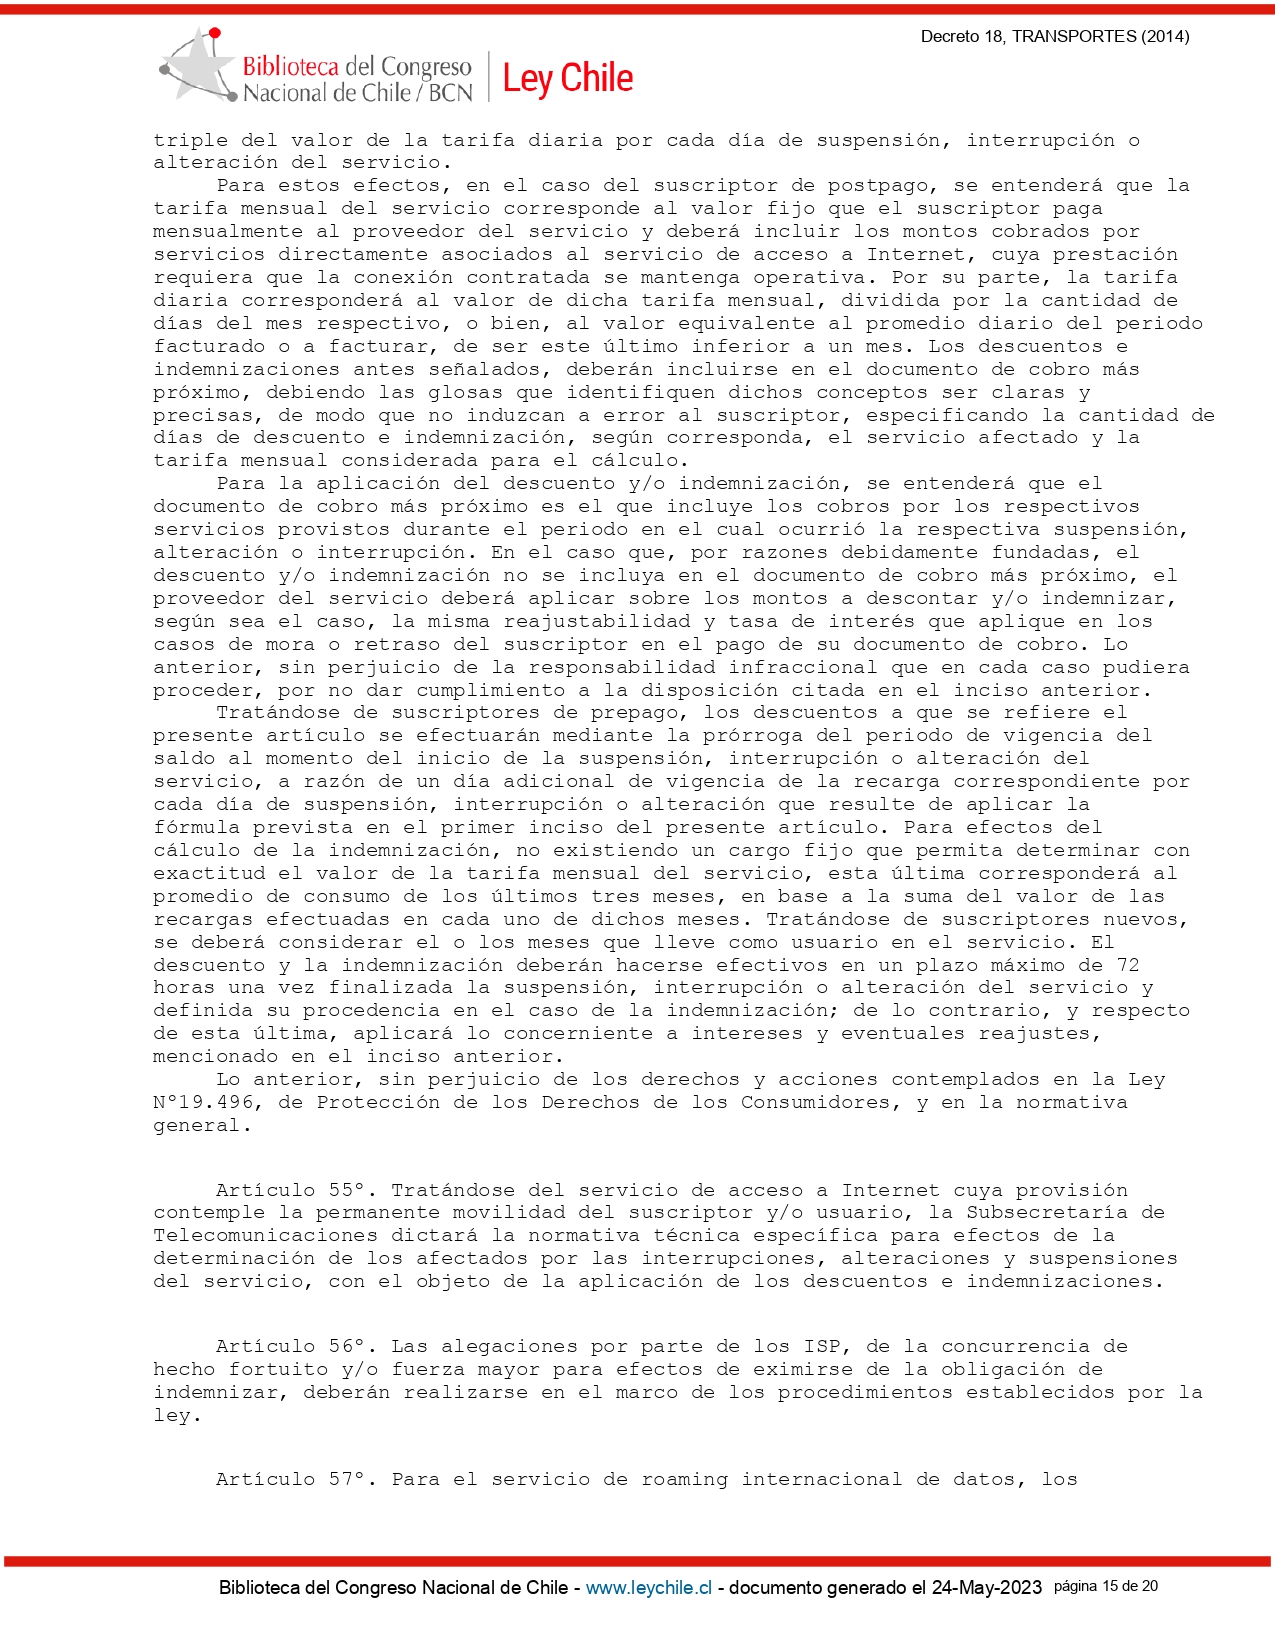 Decreto 18, TRANSPORTES (2014)
Biblioteca del Congreso
Nacional de Chile / BCN
Ley Chile
triple del valor de la tarifa diaria por cada día de suspensión, interrupción o
alteración del servicio.
Para estos efectos, en el caso del suscriptor de postpago, se entenderá que la
tarifa mensual del servicio corresponde al valor fijo que el suscriptor paga
mensualmente al proveedor del servicio y deberá incluir los montos cobrados por
servicios directamente asociados al servicio de acceso a Internet, cuya prestación
requiera que la conexión contratada se mantenga operativa. Por su parte, la tarifa
diaria corresponderá al valor de dicha tarifa mensual, dividida por la cantidad de
días del mes respectivo, o bien, al valor equivalente al promedio diario del periodo
facturado o a facturar, de ser este último inferior a un mes. Los descuentos e
indemnizaciones antes señalados, deberán incluirse en el documento de cobro más
próximo, debiendo las glosas que identifiquen dichos conceptos ser claras y
precisas, de modo que no induzcan a error al suscriptor, especificando la cantidad de
días de descuento e indemnización, según corresponda, el servicio afectado y la
tarifa mensual considerada para el cálculo.
Para la aplicación del descuento y/o indemnización, se entenderá que el
documento de cobro más próximo es el que incluye los cobros por los respectivos
servicios provistos durante el periodo en el cual ocurrió la respectiva suspensión,
alteración o interrupción. En el caso que, por razones debidamente fundadas, el
descuento y/o indemnización no se incluya en el documento de cobro más próximo, el
proveedor del servicio deberá aplicar sobre los montos a descontar y/o indemnizar,
según sea el caso, la misma reajustabilidad y tasa de interés que aplique en los
casos de mora o retraso del suscriptor en el pago de su documento de cobro. Lo
anterior, sin perjuicio de la responsabilidad infraccional que en cada caso pudiera
proceder, por no dar cumplimiento a la disposición citada en el inciso anterior.
Tratándose de suscriptores de prepago, los descuentos a que se refiere el
presente artículo se efectuarán mediante la prórroga del periodo de vigencia del
saldo al momento del inicio de la suspensión, interrupción o alteración del
servicio, a razón de un día adicional de vigencia de la recarga correspondiente por
cada día de suspensión, interrupción o alteración que resulte de aplicar la
fórmula prevista en el primer inciso del presente artículo. Para efectos del
cálculo de la indemnización, no existiendo un cargo fijo que permita determinar con
exactitud el valor de la tarifa mensual del servicio, esta última corresponderá al
promedio de consumo de los últimos tres meses, en base a la suma del valor de las
recargas efectuadas en cada uno de dichos meses. Tratándose de suscriptores nuevos,
se deberá considerar el o los meses que lleve como usuario en el servicio. El
descuento y la indemnización deberán hacerse efectivos en un plazo máximo de 72
horas una vez finalizada la suspensión, interrupción o alteración del servicio y
definida su procedencia en el caso de la indemnización; de lo contrario, y respecto
de esta última, aplicará lo concerniente a intereses y eventuales reajustes,
mencionado en el inciso anterior.
Lo anterior, sin perjuicio de los derechos y acciones contemplados en la Ley
Nº19.496, de Protección de los Derechos de los Consumidores, y en la normativa
general.
Artículo 55º. Tratándose del servicio de acceso a Internet cuya provisión
contemple la permanente movilidad del suscriptor y/o usuario, la Subsecretaría de
Telecomunicaciones dictará la normativa técnica específica para efectos de la
determinación de los afectados por las interrupciones, alteraciones y suspensiones
del servicio, con el objeto de la aplicación de los descuentos e indemnizaciones.
Artículo 56º. Las alegaciones por parte de los ISP, de la concurrencia de
hecho fortuito y/o fuerza mayor para efectos de eximirse de la obligación de
indemnizar, deberán realizarse en el marco de los procedimientos establecidos por la
ley.
Artículo 57º. Para el servicio de roaming internacional de datos, los
Biblioteca del Congreso Nacional de Chile - www.leychile.cl - documento generado el 24-May-2023 página 15 de 20